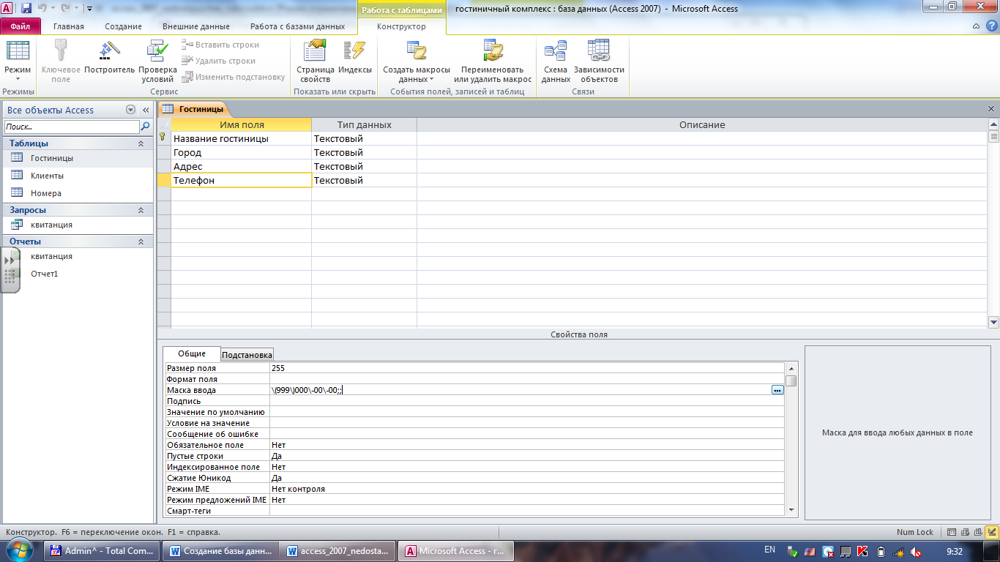 Работа с таблицами
гостиничный комплекс : база данных (Access 2007) - Microsoft Access
Файл Главная Создание Внешние данные Работа с базами данных Конструктор
Режим
Ключевое поле
Построитель
Проверка условий
Вставить строки
Удалить строки
Изменить подстановку
Страница свойств
Индексы
Создать макросы данных
Переименовать или удалить макрос
Схема данных
Зависимости объектов
Режимы Сервис Показать или скрыть События полей, записей и таблиц Связи
Все объекты Access
Поиск...
Таблицы
Гостиницы
Клиенты
Номера
Запросы
квитанция
Отчеты
квитанция
Отчет1
Гостиницы
Имя поля Тип данных Описание
Название гостиницы Текстовый
Город Текстовый
Адрес Текстовый
Телефон Текстовый
Свойства поля
Общие Подстановка
Размер поля 255
Формат поля
Маска ввода \(999\)000\-00\-00;;
Подпись
Значение по умолчанию
Условие на значение
Сообщение об ошибке
Обязательное поле Нет
Пустые строки Да
Индексированное поле Нет
Сжатие Юникод Да
Режим IME Нет контроля
Режим предложений IME Нет
Смарт-теги
Маска для ввода любых данных в поле
Конструктор. F6 = переключение окон. F1 = справка. Num Lock
Admin^ - Total Com... Создание базы данн... access_2007_nedosta... Microsoft Access - г... EN 9:32